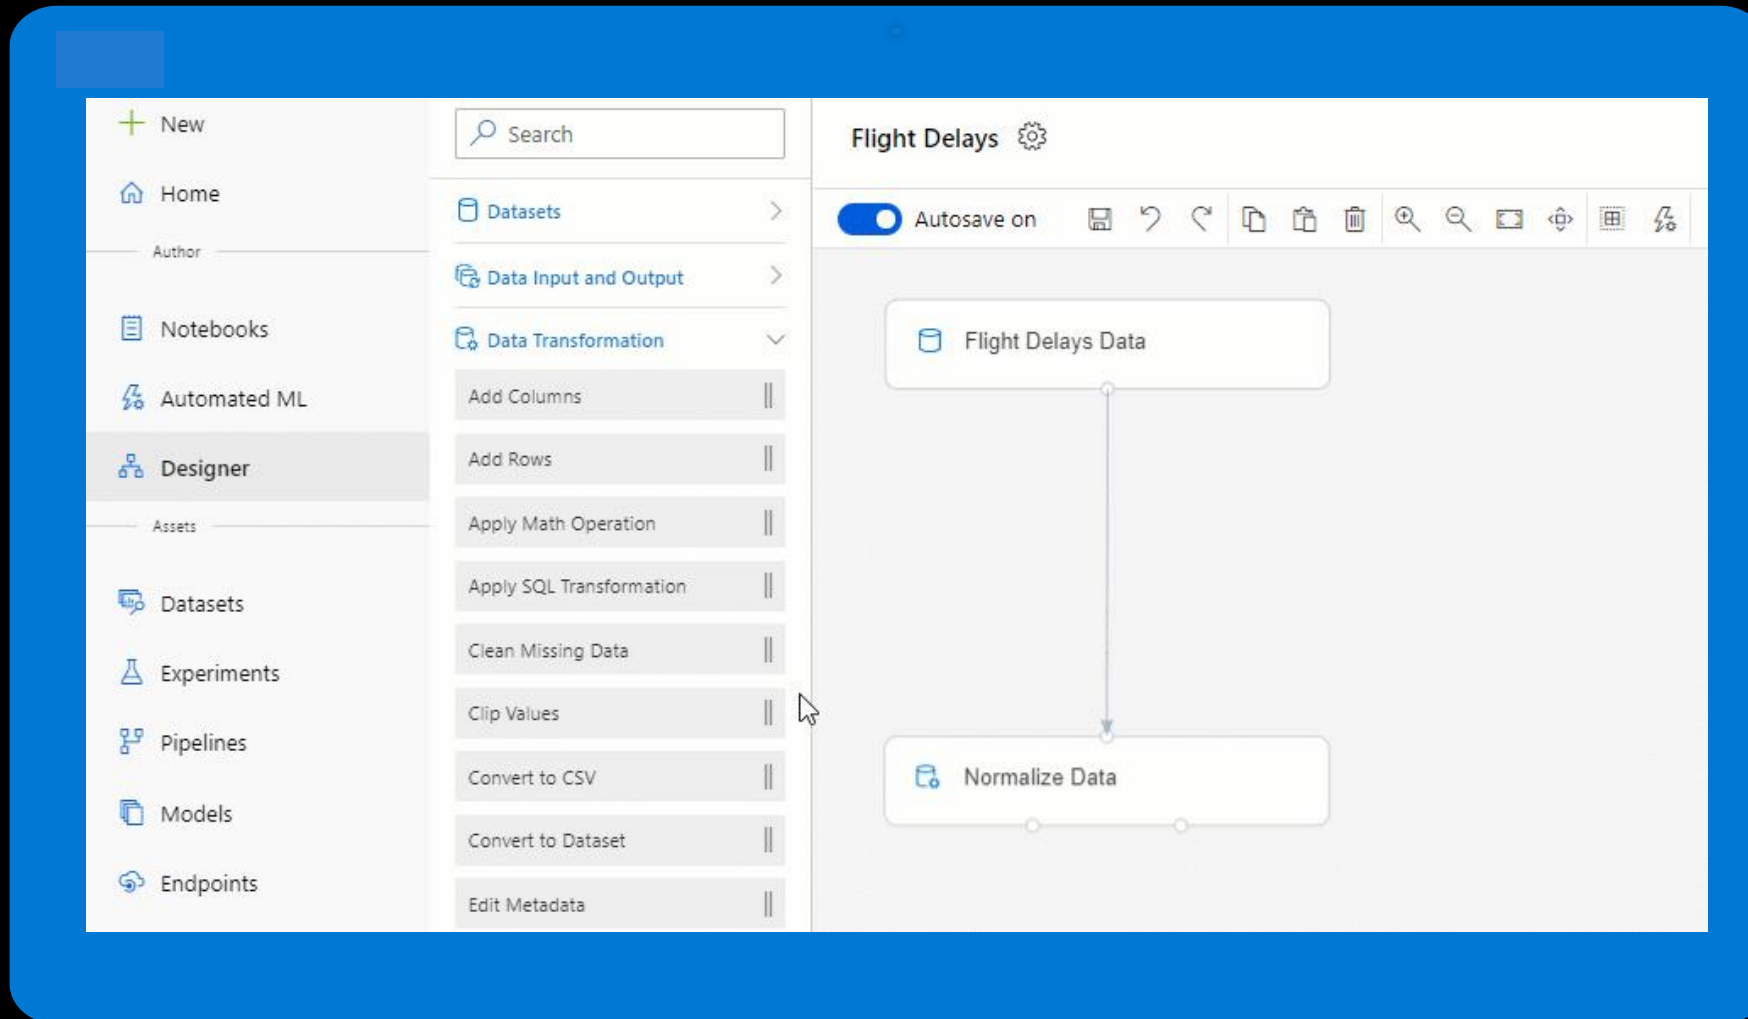 New
Home
Author
Notebooks
Automated ML
Designer
Assets
Datasets
Experiments
Pipelines
Models
Endpoints
Search
Datasets
Data Input and Output
Data Transformation
Add Columns
Add Rows
Apply Math Operation
Apply SQL Transformation
Clean Missing Data
Clip Values
Convert to CSV
Convert to Dataset
Edit Metadata
Flight Delays
Autosave on
Flight Delays Data
Normalize Data